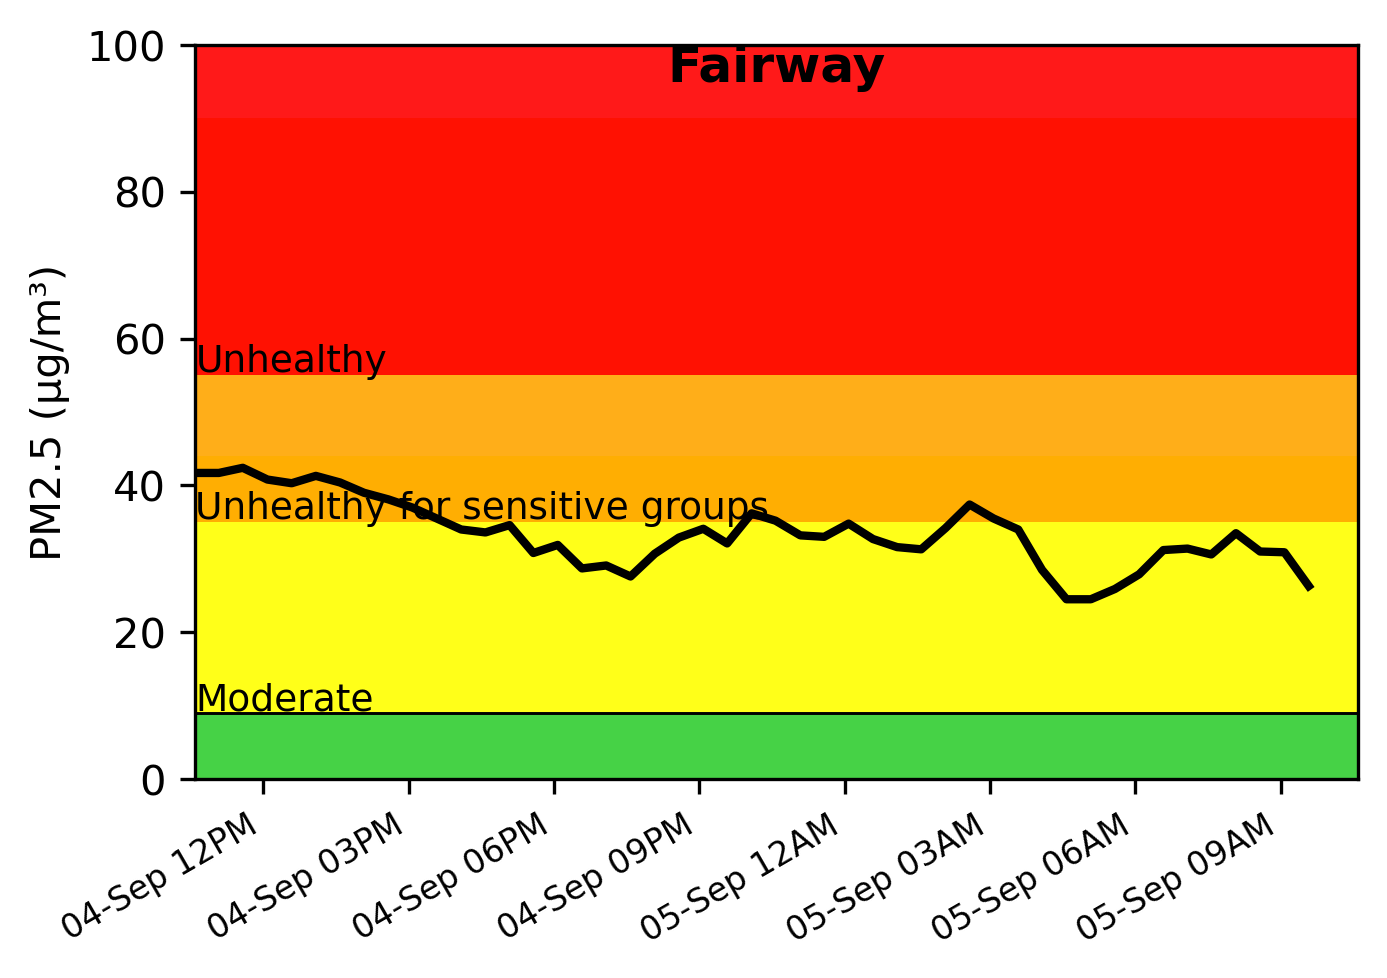 Fairway
100
80
60
40
20
0
PM2.5 (µg/m³)
Unhealthy
Unhealthy for sensitive groups
Moderate
04-Sep 12PM
04-Sep 03PM
04-Sep 06PM
04-Sep 09PM
05-Sep 12AM
05-Sep 03AM
05-Sep 06AM
05-Sep 09AM